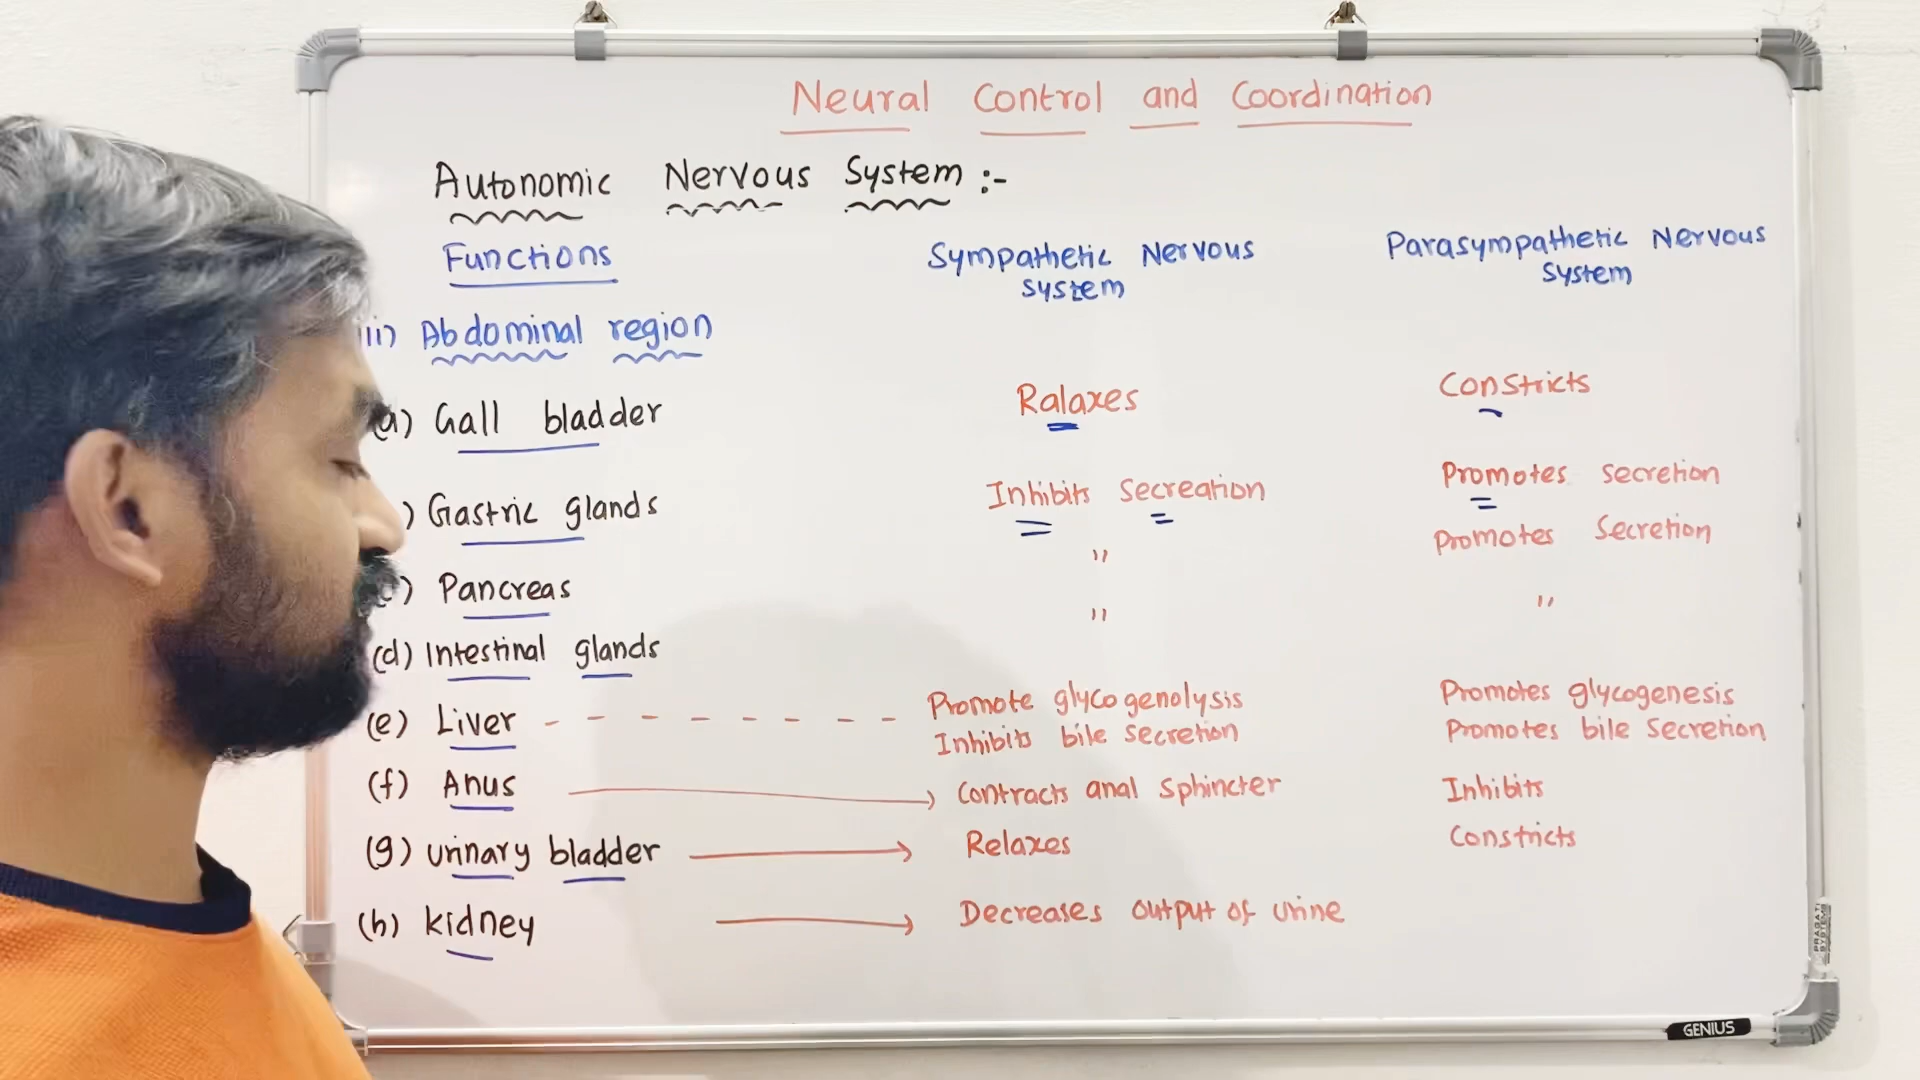 Neural Control and Coordination
Autonomic Nervous System :-
Functions
Sympathetic Nervous
System
Parasympathetic Nervous
System
ii) Abdominal region
(a) Gall bladder
Ralaxes
Constricts
) Gastric glands
Inhibits Secreation
Promotes secretion
) Pancreas
"
Promotes Secretion
(d) Intestinal glands
"
"
(e) Liver - - - - - - - -
Promote glycogenolysis
Inhibits bile secretion
Promotes glycogenesis
Promotes bile Secretion
(f) Anus
Contracts anal Sphincter
Inhibits
(g) urinary bladder
Relaxes
Constricts
(h) kidney
Decreases output of urine
PRAGATI
SYSTEMS
GENIUS